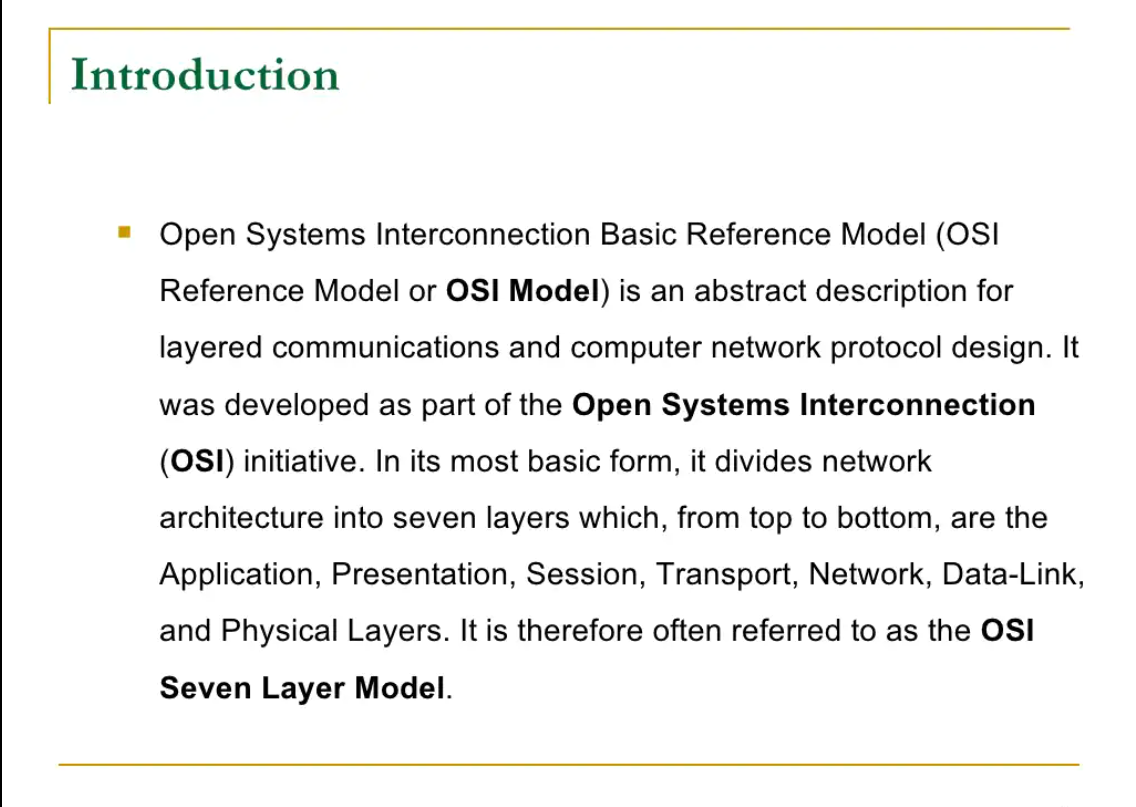 Introduction
Open Systems Interconnection Basic Reference Model (OSI
Reference Model or OSI Model) is an abstract description for
layered communications and computer network protocol design. It
was developed as part of the Open Systems Interconnection
(OSI) initiative. In its most basic form, it divides network
architecture into seven layers which, from top to bottom, are the
Application, Presentation, Session, Transport, Network, Data-Link,
and Physical Layers. It is therefore often referred to as the OSI
Seven Layer Model.